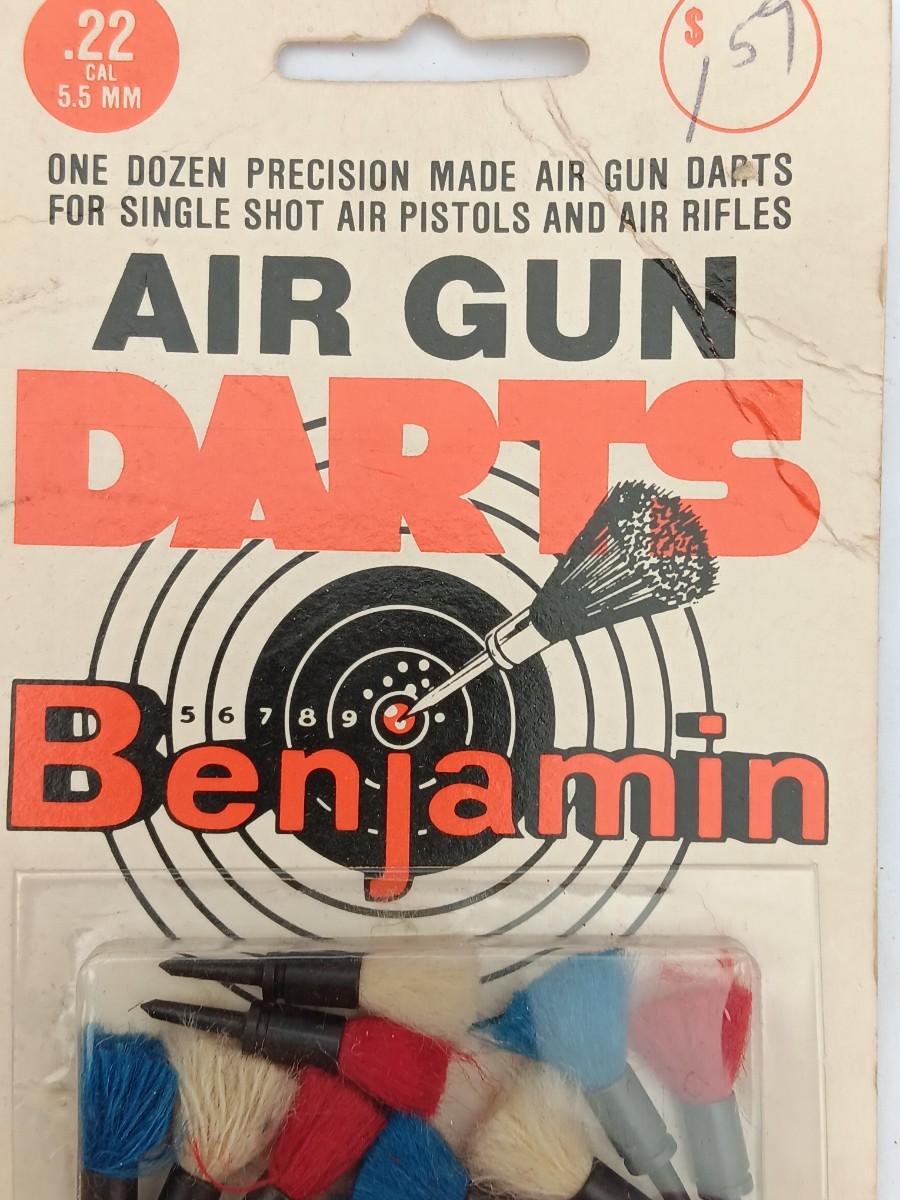 .22
CAL
5.5 MM
$ 1 59
ONE DOZEN PRECISION MADE AIR GUN DARTS
FOR SINGLE SHOT AIR PISTOLS AND AIR RIFLES
AIR GUN
DARTS
5 6 7 8 9
Benjamin